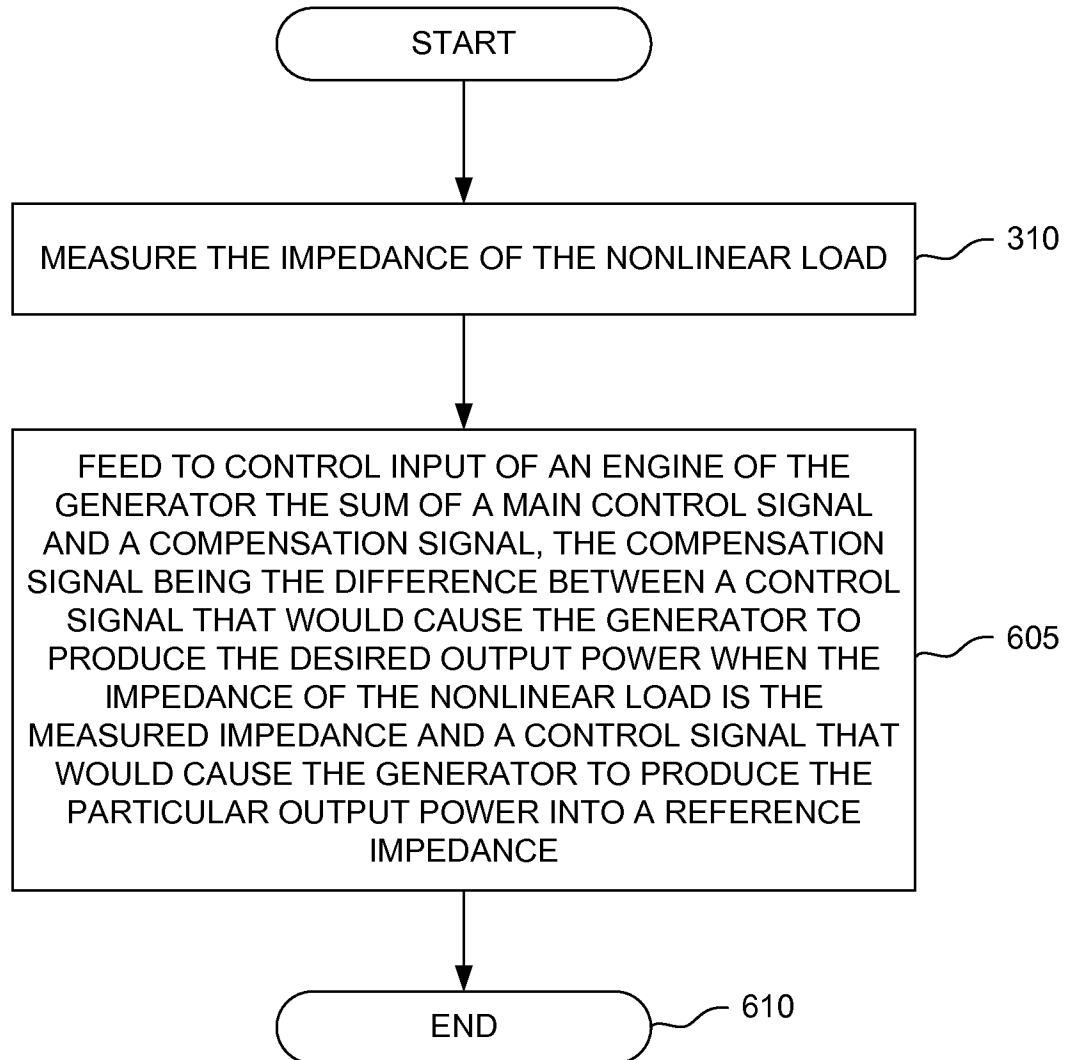 START
MEASURE THE IMPEDANCE OF THE NONLINEAR LOAD
310
FEED TO CONTROL INPUT OF AN ENGINE OF THE
GENERATOR THE SUM OF A MAIN CONTROL SIGNAL
AND A COMPENSATION SIGNAL, THE COMPENSATION
SIGNAL BEING THE DIFFERENCE BETWEEN A CONTROL
SIGNAL THAT WOULD CAUSE THE GENERATOR TO
PRODUCE THE DESIRED OUTPUT POWER WHEN THE
IMPEDANCE OF THE NONLINEAR LOAD IS THE
MEASURED IMPEDANCE AND A CONTROL SIGNAL THAT
WOULD CAUSE THE GENERATOR TO PRODUCE THE
PARTICULAR OUTPUT POWER INTO A REFERENCE
IMPEDANCE
605
END
610